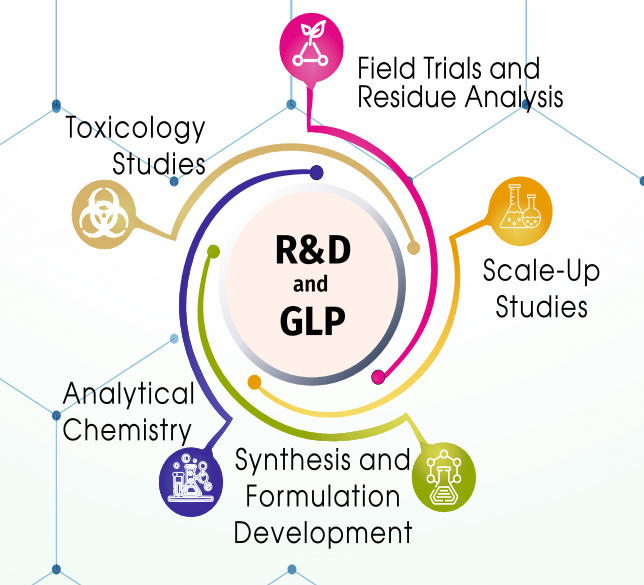 Field Trials and
Residue Analysis
Toxicology
Studies
R&D
and
GLP
Scale-Up
Studies
Analytical
Chemistry
Synthesis and
Formulation
Development